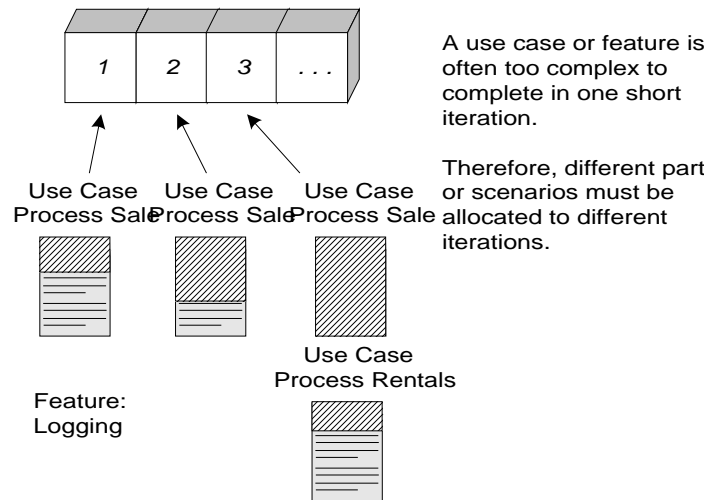 1 2 3 . . .
A use case or feature is
often too complex to
complete in one short
iteration.
Therefore, different part
or scenarios must be
allocated to different
iterations.
Use Case
Process Sale
Use Case
Process Sale
Use Case
Process Sale
Use Case
Process Rentals
Feature:
Logging